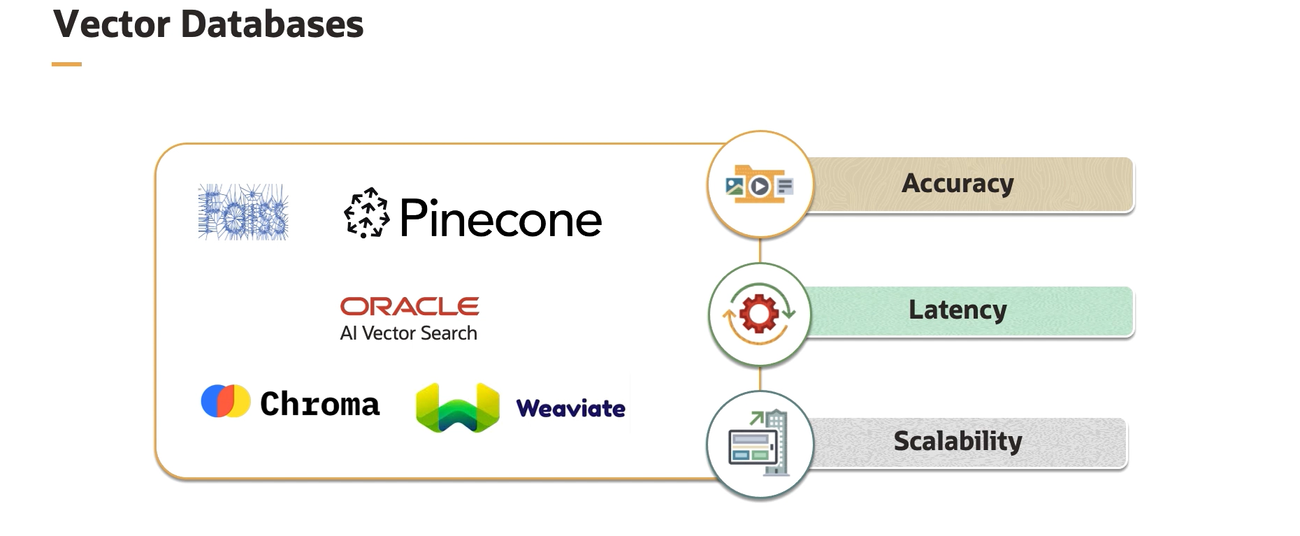 Vector Databases
Faiss
Pinecone
ORACLE
AI Vector Search
Chroma
Weaviate
Accuracy
Latency
Scalability